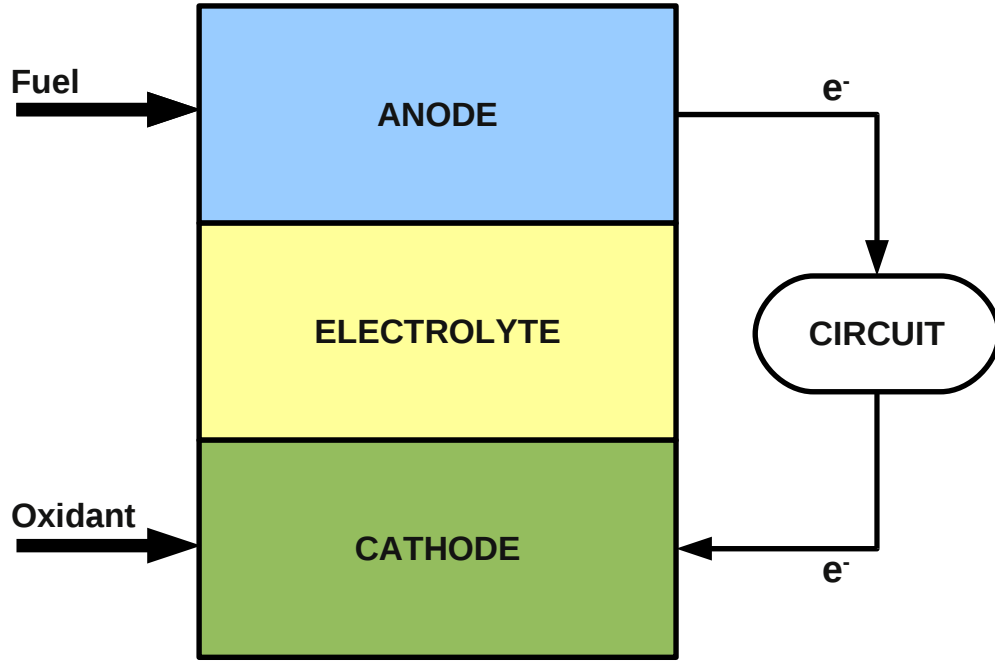 Fuel
ANODE
e-
ELECTROLYTE
CIRCUIT
Oxidant
CATHODE
e-